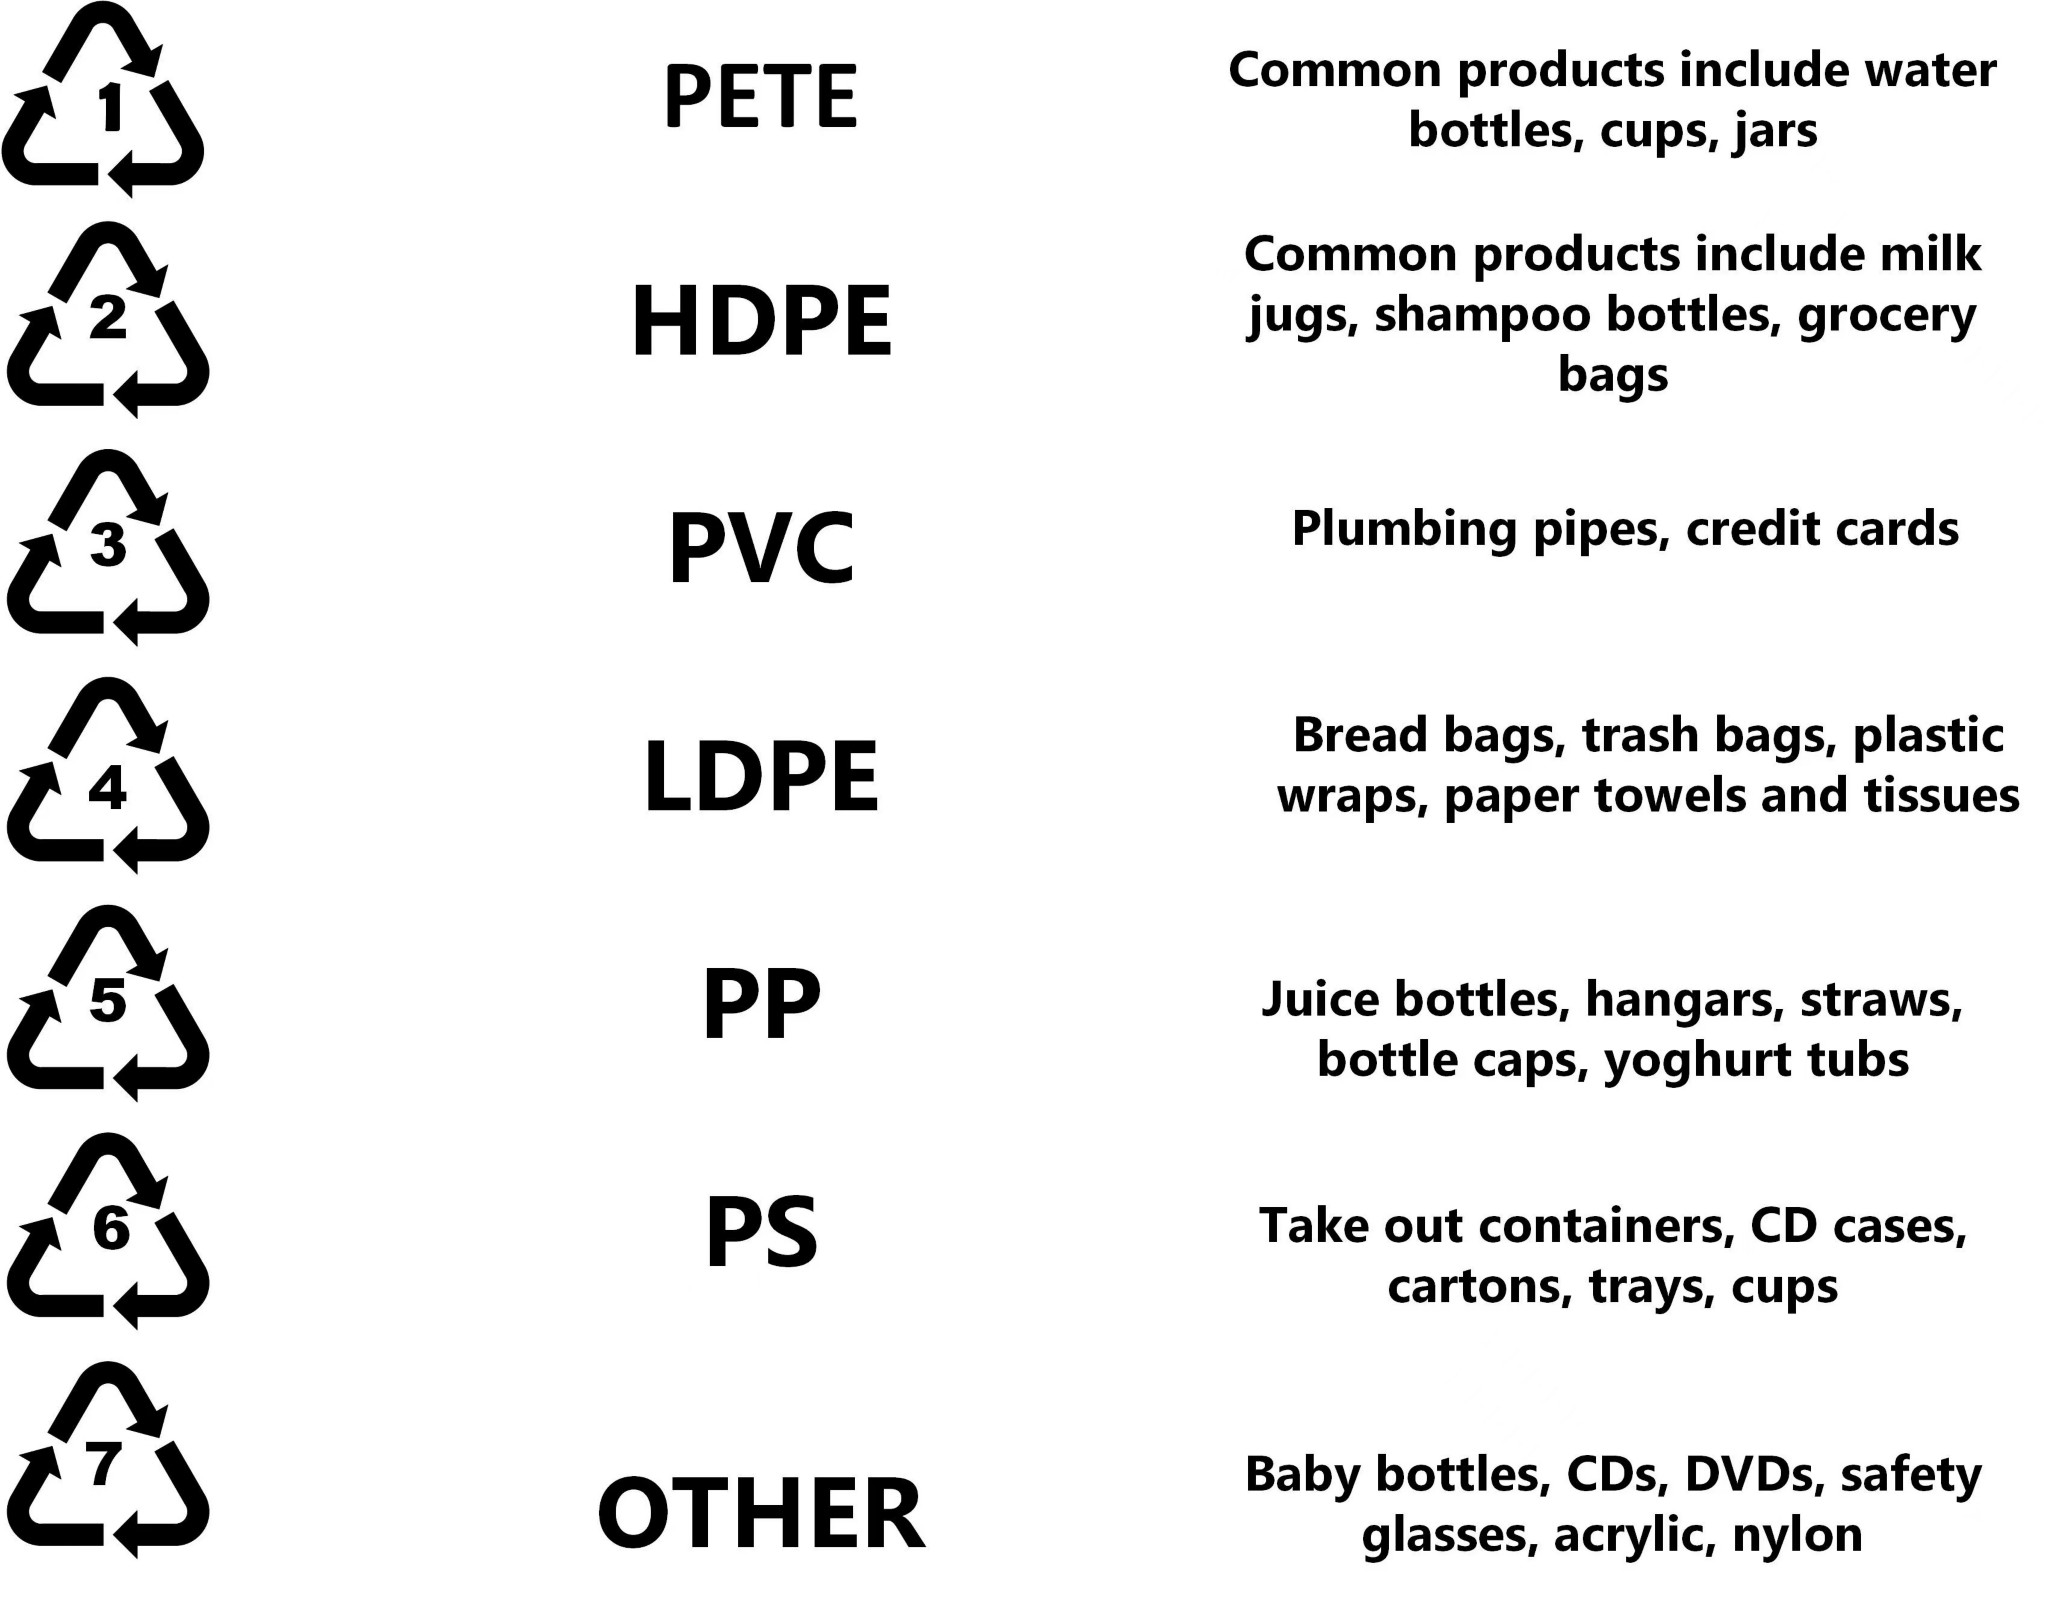 1
PETE
Common products include water
bottles, cups, jars
2
HDPE
Common products include milk
jugs, shampoo bottles, grocery
bags
3
PVC
Plumbing pipes, credit cards
4
LDPE
Bread bags, trash bags, plastic
wraps, paper towels and tissues
5
PP
Juice bottles, hangars, straws,
bottle caps, yoghurt tubs
6
PS
Take out containers, CD cases,
cartons, trays, cups
7
OTHER
Baby bottles, CDs, DVDs, safety
glasses, acrylic, nylon